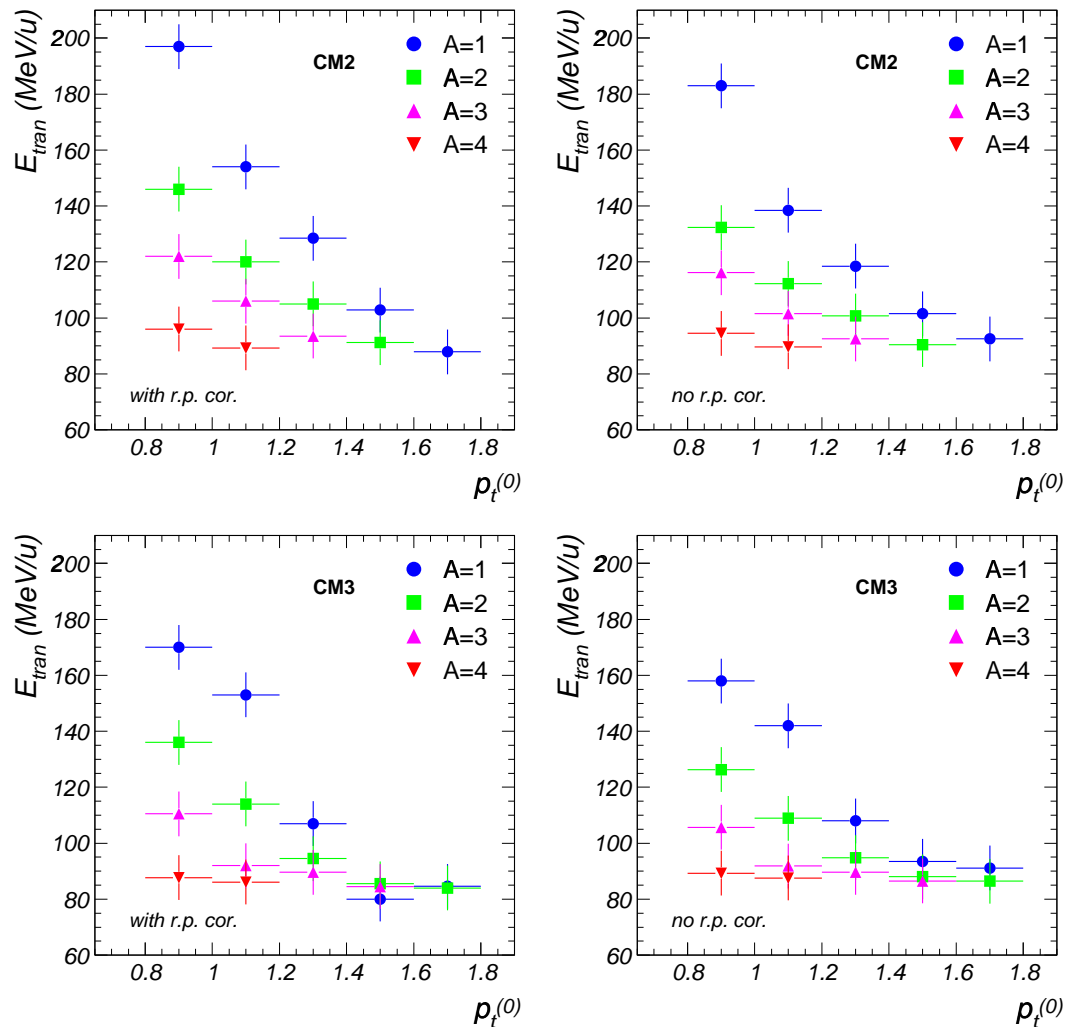 E_tran (MeV/u)
200
180
160
140
120
100
80
60
CM2
A=1
A=2
A=3
A=4
with r.p. cor.
0.8 1 1.2 1.4 1.6 1.8
p_t^(0)
E_tran (MeV/u)
200
180
160
140
120
100
80
60
CM2
A=1
A=2
A=3
A=4
no r.p. cor.
0.8 1 1.2 1.4 1.6 1.8
p_t^(0)
E_tran (MeV/u)
200
180
160
140
120
100
80
60
CM3
A=1
A=2
A=3
A=4
with r.p. cor.
0.8 1 1.2 1.4 1.6 1.8
p_t^(0)
E_tran (MeV/u)
200
180
160
140
120
100
80
60
CM3
A=1
A=2
A=3
A=4
no r.p. cor.
0.8 1 1.2 1.4 1.6 1.8
p_t^(0)